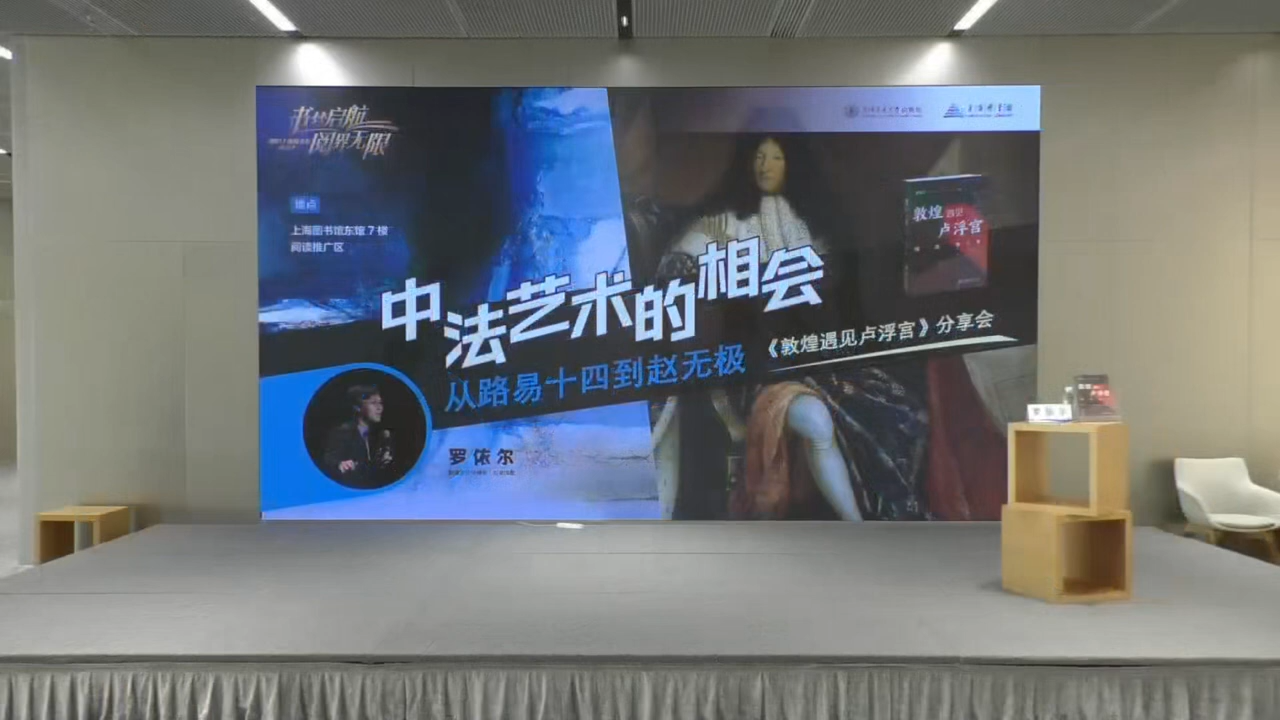 书梦启航
阅界无限
地点
上海图书馆东馆7楼
阅读推广区
敦煌遇见
卢浮宫
中法艺术的相会
从路易十四到赵无极
《敦煌遇见卢浮宫》分享会
罗依尔